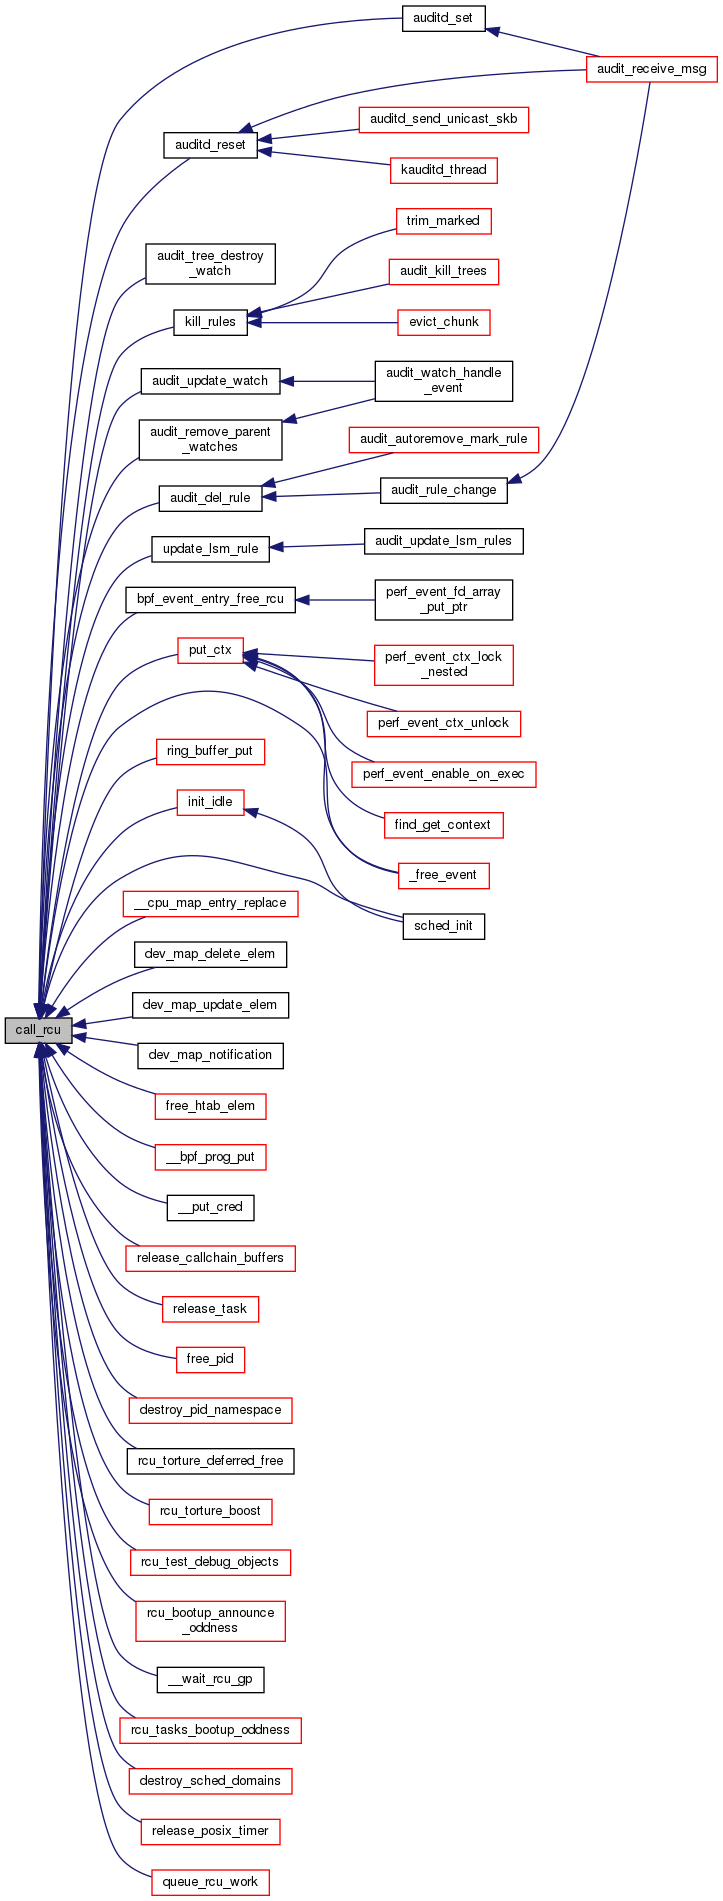 auditd_set
audit_receive_msg
auditd_send_unicast_skb
auditd_reset
kauditd_thread
trim_marked
audit_tree_destroy
_watch
audit_kill_trees
kill_rules
evict_chunk
audit_update_watch
audit_watch_handle
_event
audit_remove_parent
_watches
audit_autoremove_mark_rule
audit_del_rule
audit_rule_change
update_lsm_rule
audit_update_lsm_rules
bpf_event_entry_free_rcu
perf_event_fd_array
_put_ptr
put_ctx
perf_event_ctx_lock
_nested
perf_event_ctx_unlock
ring_buffer_put
perf_event_enable_on_exec
init_idle
find_get_context
_free_event
__cpu_map_entry_replace
sched_init
dev_map_delete_elem
dev_map_update_elem
call_rcu
dev_map_notification
free_htab_elem
__bpf_prog_put
__put_cred
release_callchain_buffers
release_task
free_pid
destroy_pid_namespace
rcu_torture_deferred_free
rcu_torture_boost
rcu_test_debug_objects
rcu_bootup_announce
_oddness
__wait_rcu_gp
rcu_tasks_bootup_oddness
destroy_sched_domains
release_posix_timer
queue_rcu_work